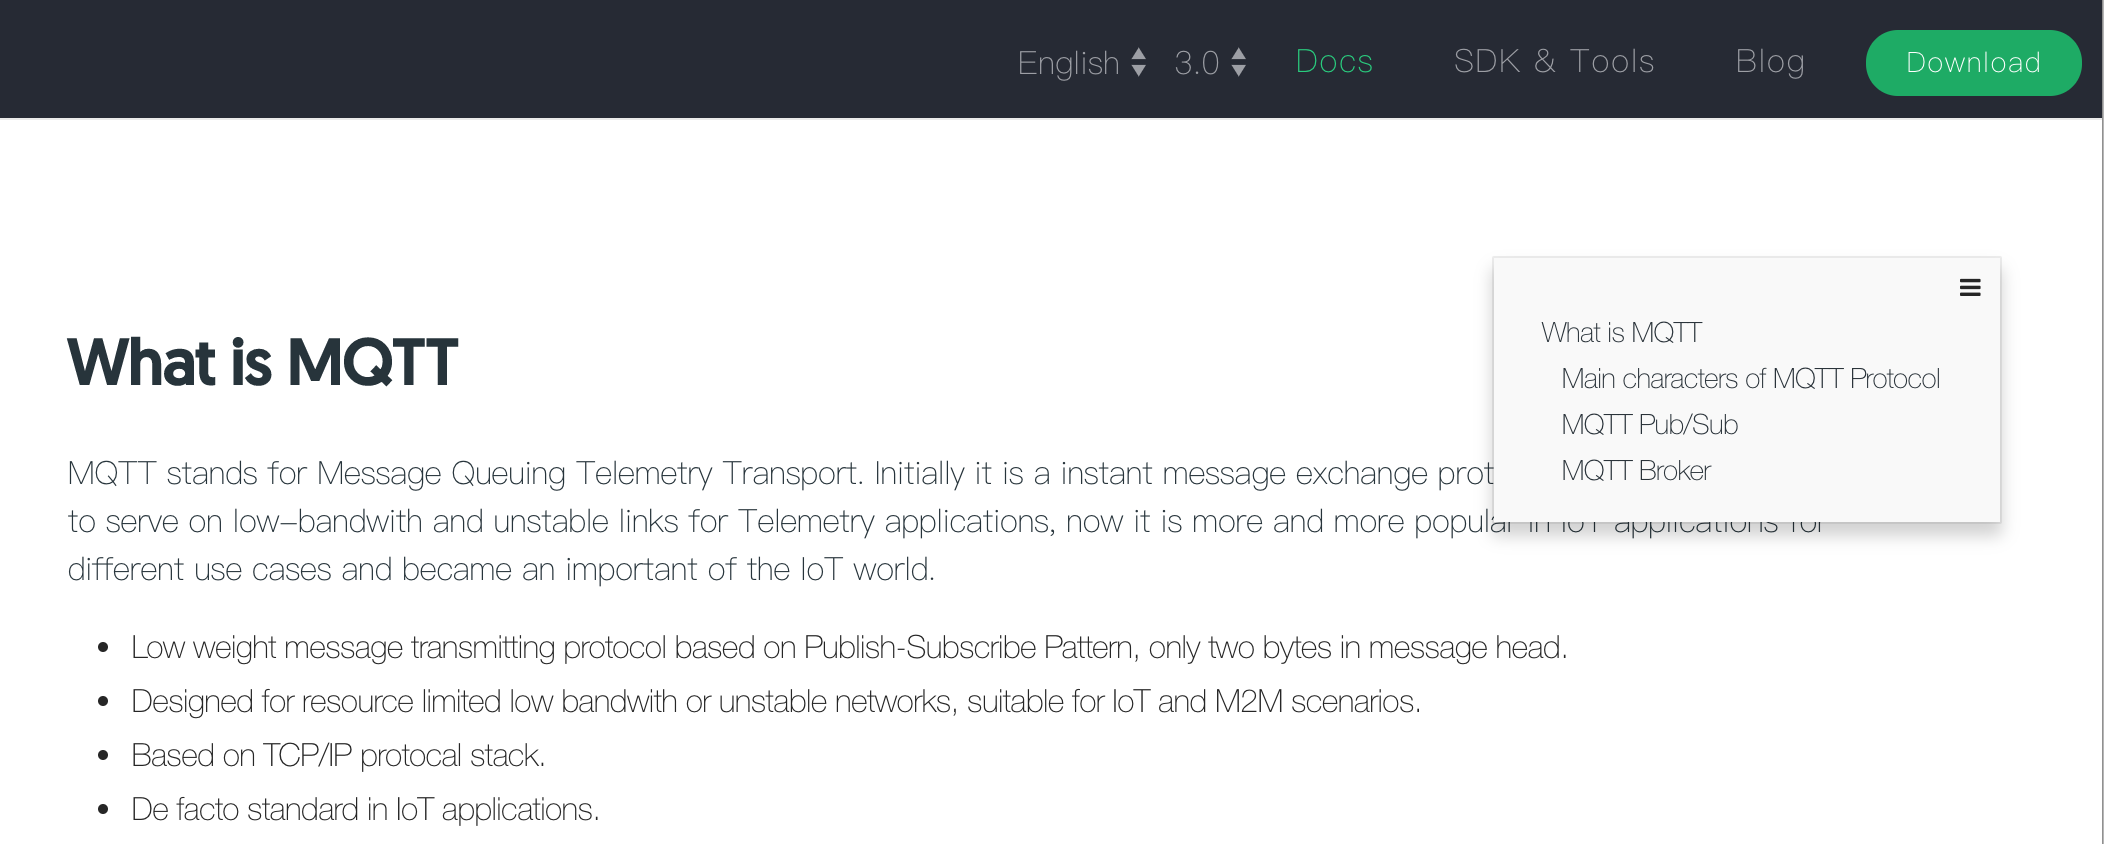 English 3.0 Docs SDK & Tools Blog Download
What is MQTT
Main characters of MQTT Protocol
MQTT Pub/Sub
MQTT Broker
What is MQTT
MQTT stands for Message Queuing Telemetry Transport. Initially it is a instant message exchange
to serve on low-bandwith and unstable links for Telemetry applications, now it is more and more popular in IoT applications for
different use cases and became an important of the IoT world.
Low weight message transmitting protocol based on Publish-Subscribe Pattern, only two bytes in message head.
Designed for resource limited low bandwith or unstable networks, suitable for IoT and M2M scenarios.
Based on TCP/IP protocal stack.
De facto standard in IoT applications.